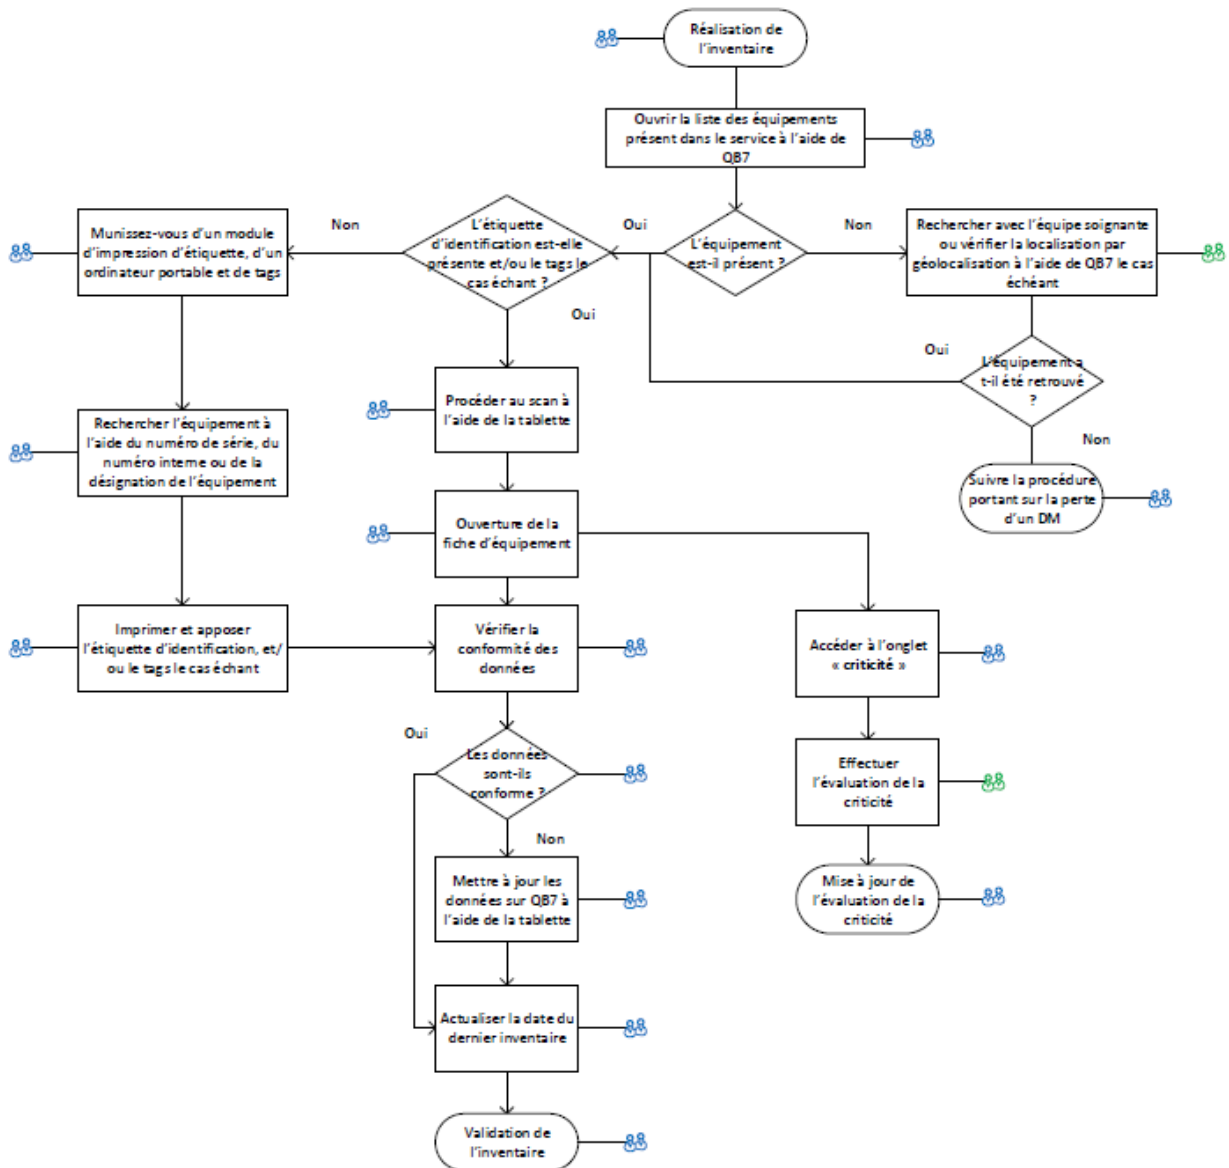 Réalisation de
l'inventaire
Ouvrir la liste des équipements
présent dans le service à l'aide de
QB7
L'équipement
est-il présent ?
Oui
Non
Rechercher avec l'équipe soignante
ou vérifier la localisation par
géolocalisation à l'aide de QB7 le cas
échéant
L'équipement a
t-il été retrouvé
?
Oui
Non
Suivre la procédure
portant sur la perte
d'un DM
L'étiquette
d'identification est-elle
présente et/ou le tags le
cas échant ?
Non
Oui
Munissez-vous d'un module
d'impression d'étiquette, d'un
ordinateur portable et de tags
Rechercher l'équipement à
l'aide du numéro de série, du
numéro interne ou de la
désignation de l'équipement
Imprimer et apposer
l'étiquette d'identification, et/
ou le tags le cas échant
Procéder au scan à
l'aide de la tablette
Ouverture de la
fiche d'équipement
Vérifier la
conformité des
données
Les données
sont-ils
conforme ?
Oui
Non
Mettre à jour les
données sur QB7 à
l'aide de la tablette
Actualiser la date du
dernier inventaire
Validation de
l'inventaire
Accéder à l'onglet
« criticité »
Effectuer
l'évaluation de la
criticité
Mise à jour de
l'évaluation de la
criticité